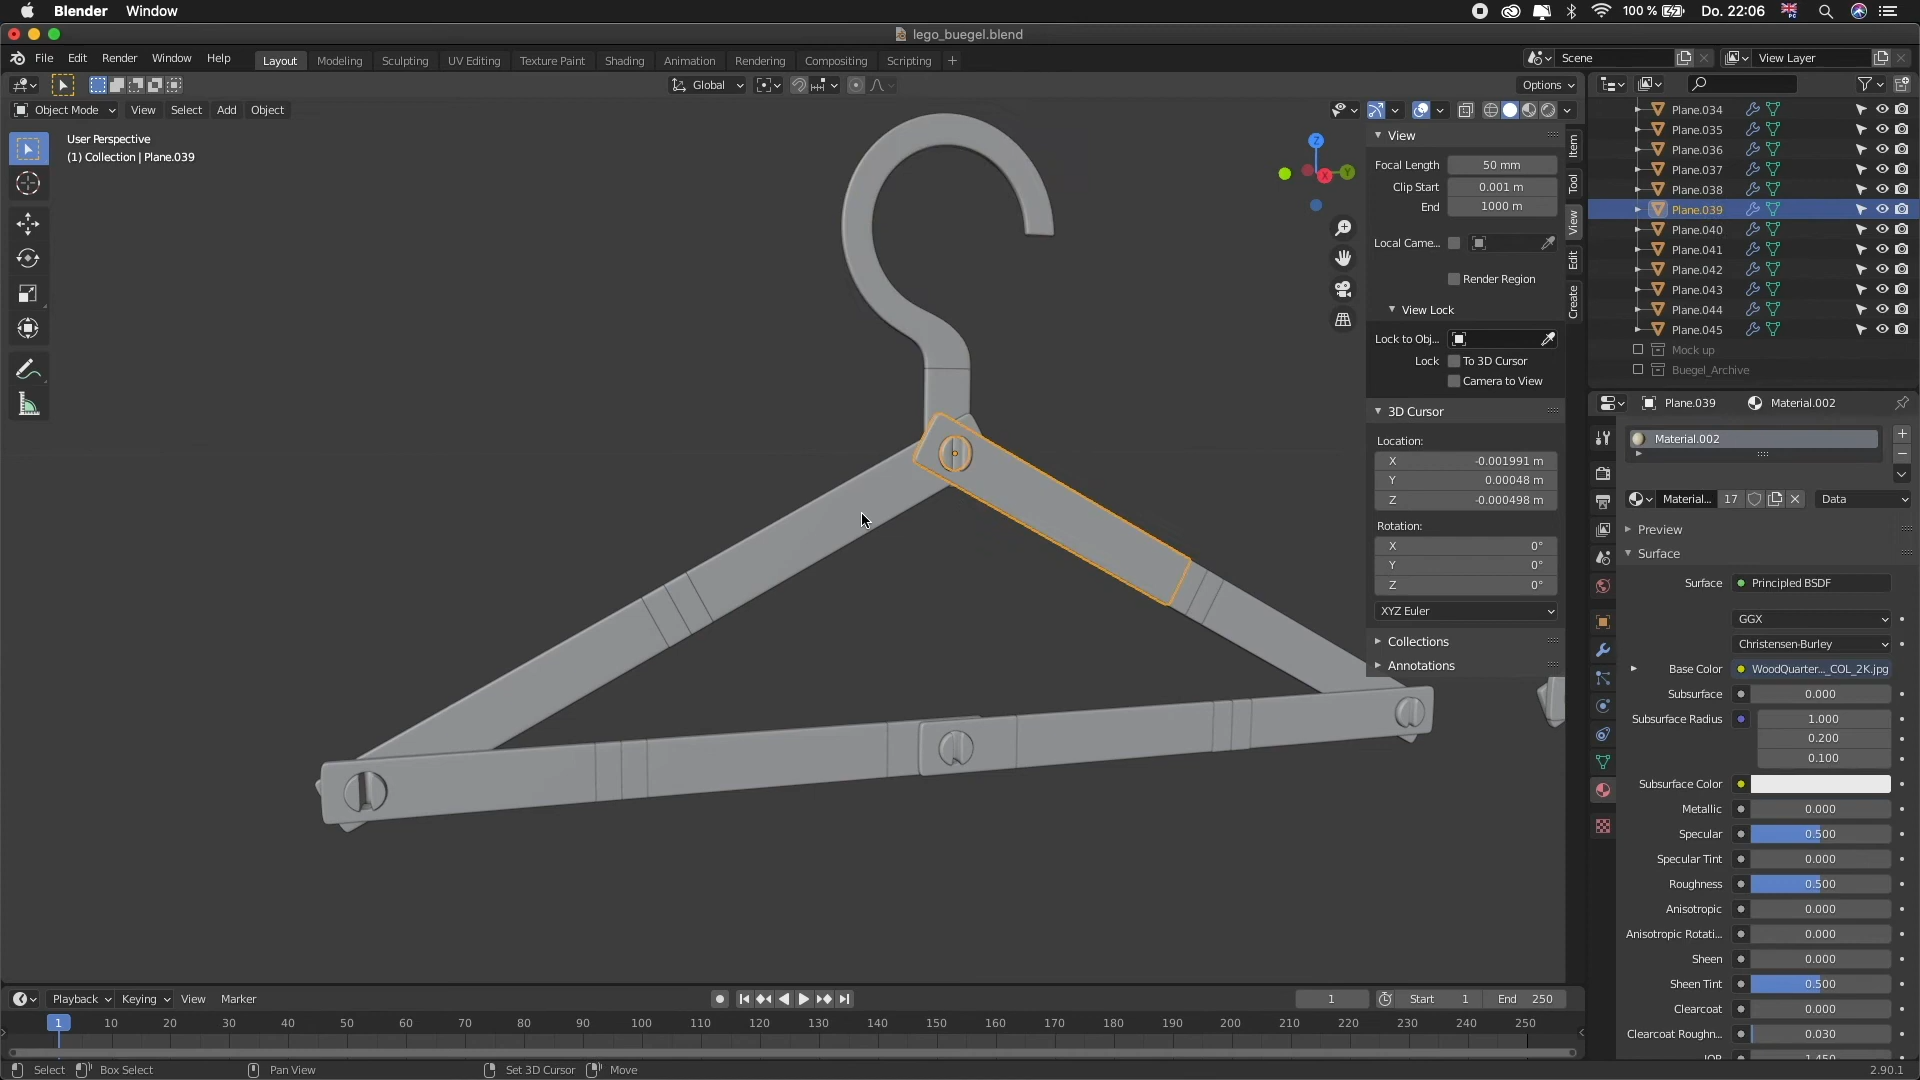 Blender Window 100 % Do. 22:06
lego_buegel.blend
File Edit Render Window Help Layout Modeling Sculpting UV Editing Texture Paint Shading Animation Rendering Compositing Scripting + Scene View Layer
Global Options
Object Mode View Select Add Object
User Perspective
(1) Collection | Plane.039
Z
Y
X
View
Focal Length 50 mm
Clip Start 0.001 m
End 1000 m
Local Came...
Render Region
View Lock
Lock to Obj...
Lock To 3D Cursor
Camera to View
3D Cursor
Location:
X -0.001991 m
Y 0.00048 m
Z -0.000498 m
Rotation:
X 0°
Y 0°
Z 0°
XYZ Euler
Collections
Annotations
Item
Tool
View
Edit
Create
Plane.034
Plane.035
Plane.036
Plane.037
Plane.038
Plane.039
Plane.040
Plane.041
Plane.042
Plane.043
Plane.044
Plane.045
Mock up
Buegel_Archive
Plane.039 Material.002
Material.002
Material... 17 Data
Preview
Surface
Surface Principled BSDF
GGX
Christensen-Burley
Base Color WoodQuarter..._COL_2K.jpg
Subsurface 0.000
Subsurface Radius 1.000
0.200
0.100
Subsurface Color
Metallic 0.000
Specular 0.500
Specular Tint 0.000
Roughness 0.500
Anisotropic 0.000
Anisotropic Rotati... 0.000
Sheen 0.000
Sheen Tint 0.500
Clearcoat 0.000
Clearcoat Roughn... 0.030
IOR 1.450
Playback Keying View Marker 1 Start 1 End 250
1 10 20 30 40 50 60 70 80 90 100 110 120 130 140 150 160 170 180 190 200 210 220 230 240 250
Select Box Select Pan View Set 3D Cursor Move 2.90.1